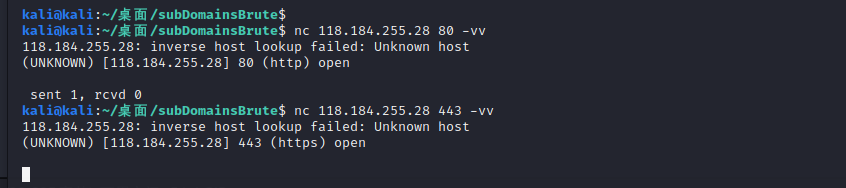 kali@kali:~/桌面/subDomainsBrute$
kali@kali:~/桌面/subDomainsBrute$ nc 118.184.255.28 80 -vv
118.184.255.28: inverse host lookup failed: Unknown host
(UNKNOWN) [118.184.255.28] 80 (http) open
sent 1, rcvd 0
kali@kali:~/桌面/subDomainsBrute$ nc 118.184.255.28 443 -vv
118.184.255.28: inverse host lookup failed: Unknown host
(UNKNOWN) [118.184.255.28] 443 (https) open